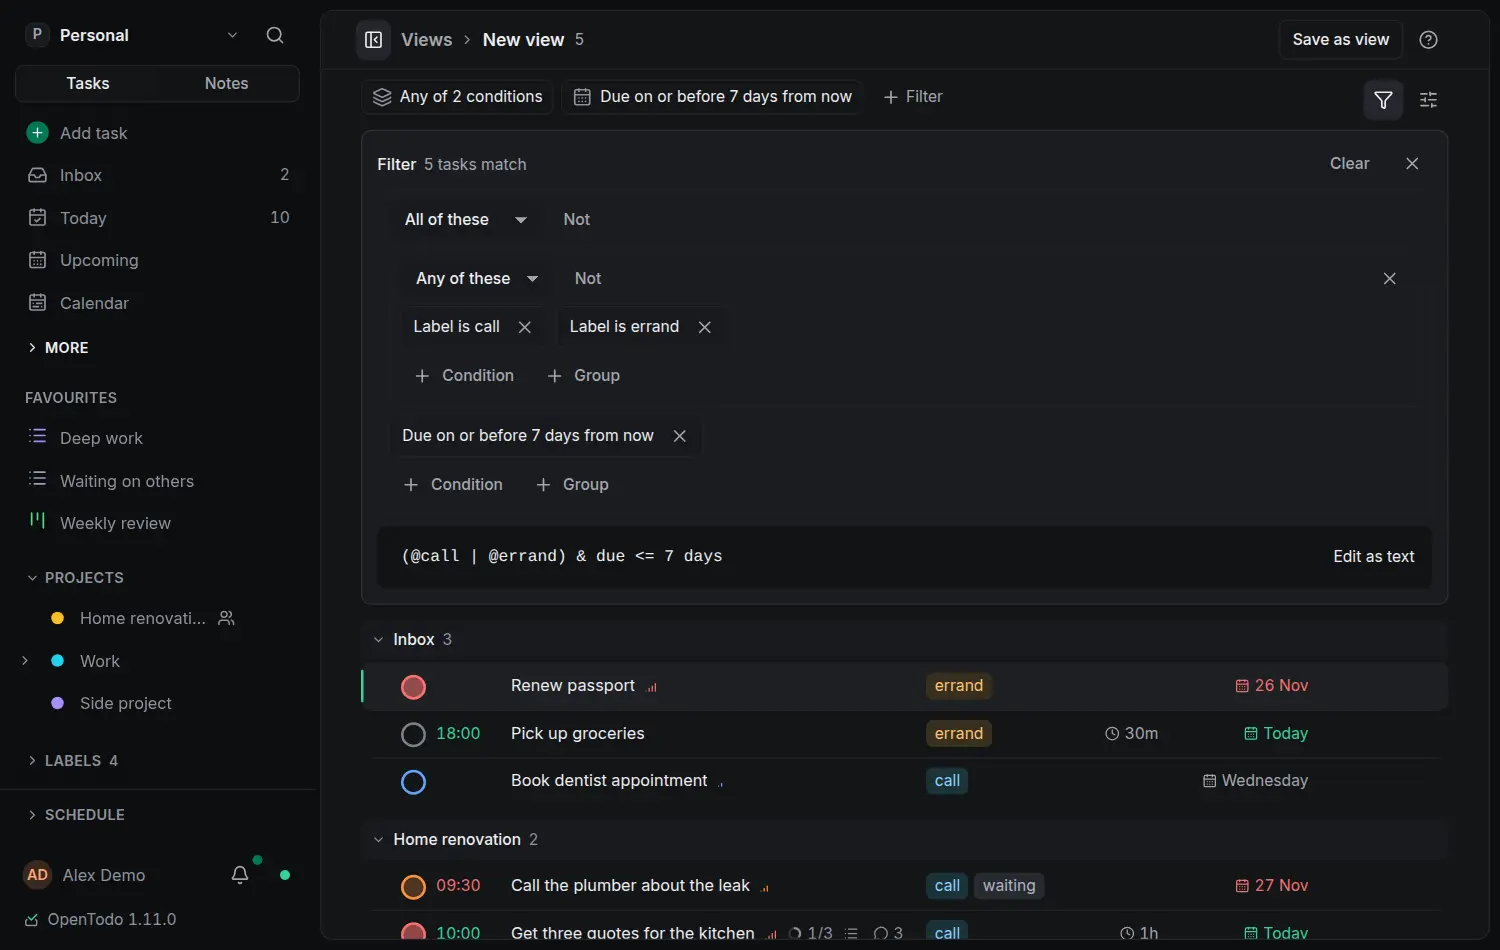 P Personal
Tasks Notes
Add task
Inbox 2
Today 10
Upcoming
Calendar
MORE
FAVOURITES
Deep work
Waiting on others
Weekly review
PROJECTS
Home renovati...
Work
Side project
LABELS 4
SCHEDULE
AD Alex Demo
OpenTodo 1.11.0
Views New view 5 Save as view
Any of 2 conditions Due on or before 7 days from now Filter
Filter 5 tasks match Clear
All of these Not
Any of these Not
Label is call Label is errand
Condition Group
Due on or before 7 days from now
Condition Group
(@call | @errand) & due <= 7 days Edit as text
Inbox 3
Renew passport errand 26 Nov
18:00 Pick up groceries errand 30m Today
Book dentist appointment call Wednesday
Home renovation 2
09:30 Call the plumber about the leak call waiting 27 Nov
10:00 Get three quotes for the kitchen 1/3 3 call 1h Today